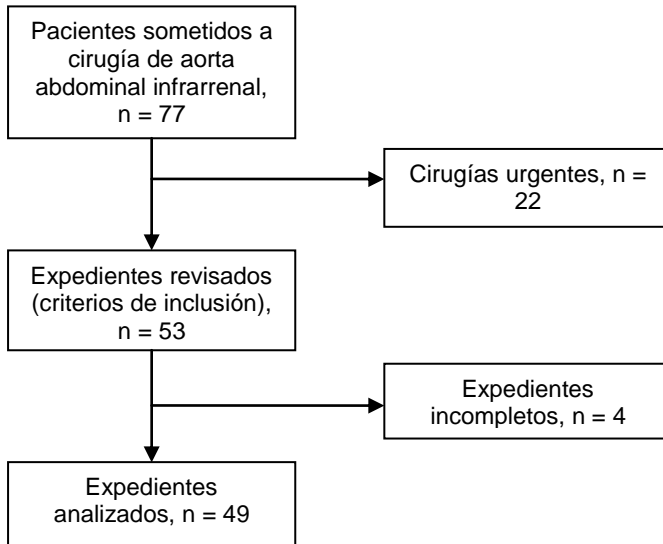 Pacientes sometidos a
cirugía de aorta
abdominal infrarrenal,
n = 77
Cirugías urgentes, n =
22
Expedientes revisados
(criterios de inclusión),
n = 53
Expedientes
incompletos, n = 4
Expedientes
analizados, n = 49